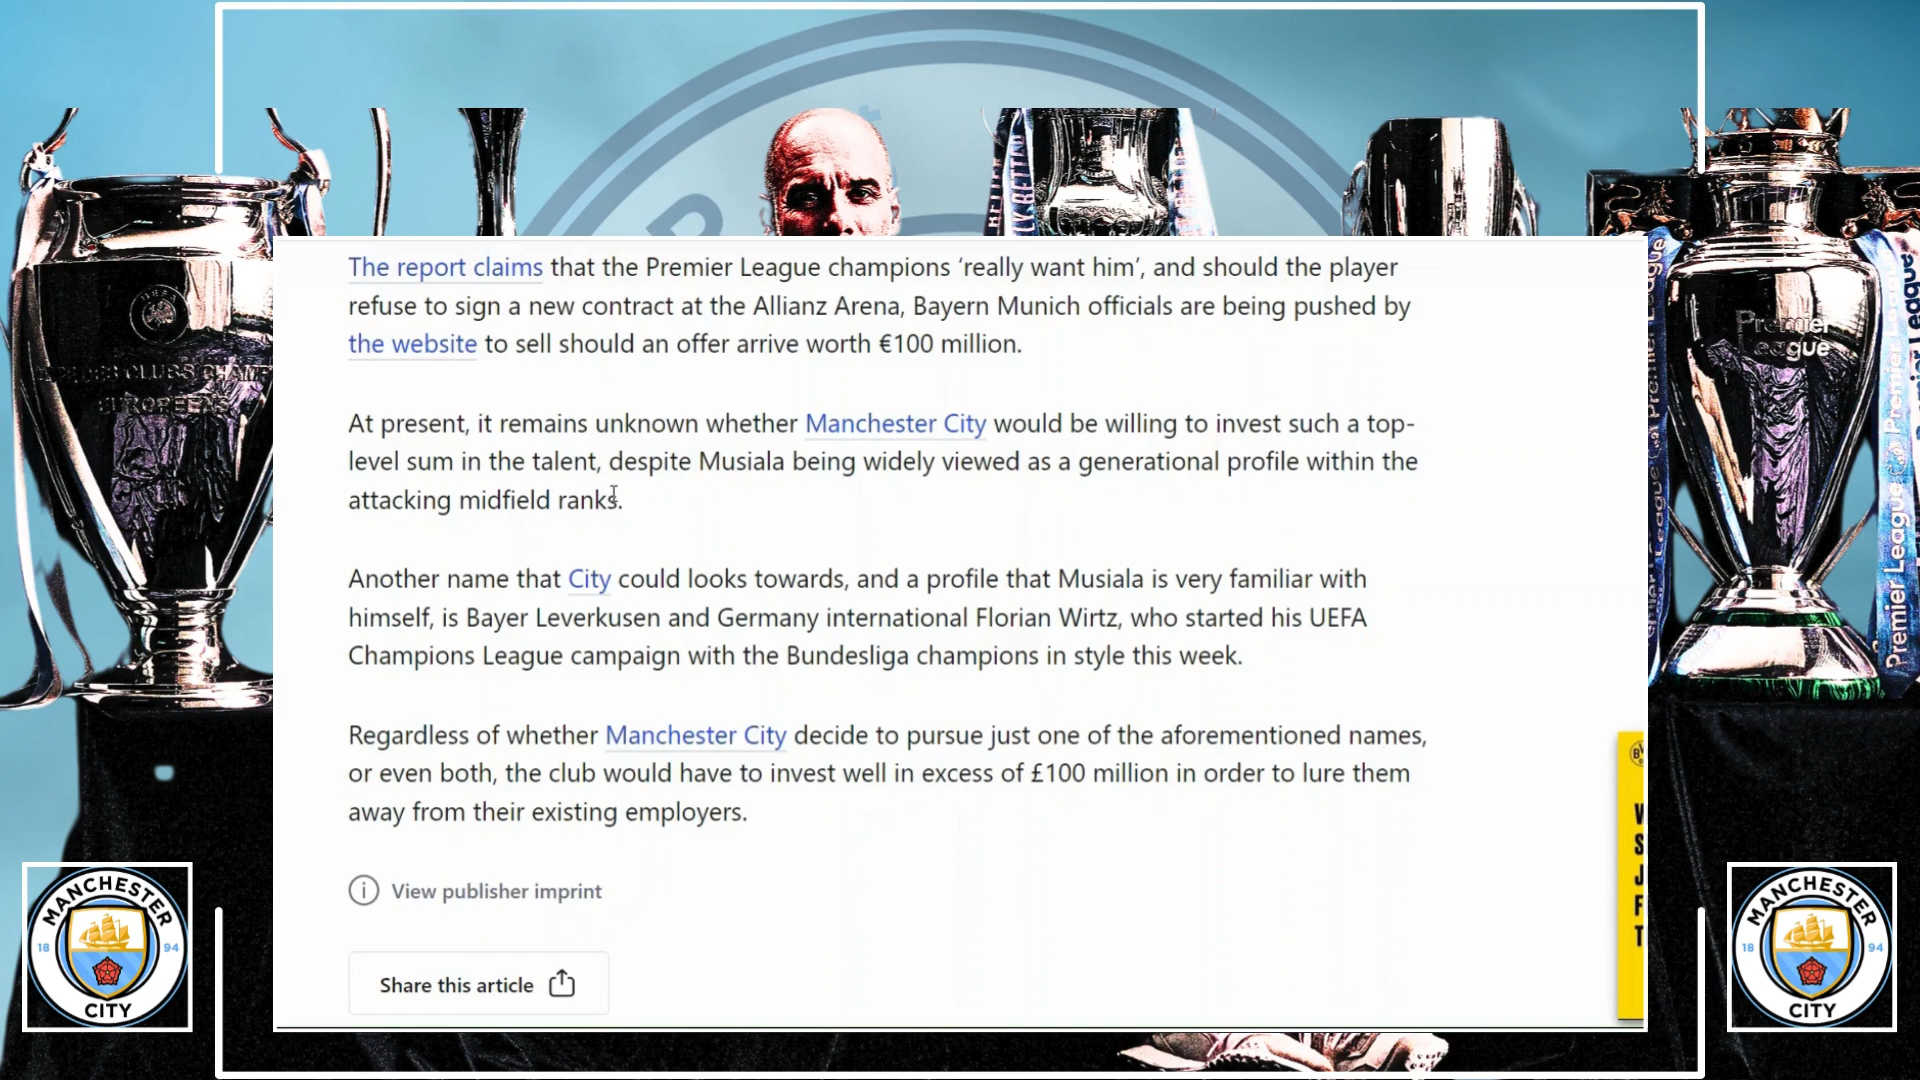 The report claims that the Premier League champions ‘really want him’, and should the player
refuse to sign a new contract at the Allianz Arena, Bayern Munich officials are being pushed by
the website to sell should an offer arrive worth €100 million.
At present, it remains unknown whether Manchester City would be willing to invest such a top-
level sum in the talent, despite Musiala being widely viewed as a generational profile within the
attacking midfield ranks.
Another name that City could looks towards, and a profile that Musiala is very familiar with
himself, is Bayer Leverkusen and Germany international Florian Wirtz, who started his UEFA
Champions League campaign with the Bundesliga champions in style this week.
Regardless of whether Manchester City decide to pursue just one of the aforementioned names,
or even both, the club would have to invest well in excess of £100 million in order to lure them
away from their existing employers.
View publisher imprint
Share this article
Premier
League
Premier League
MANCHESTER
18 94
CITY
MANCHESTER
18 94
CITY